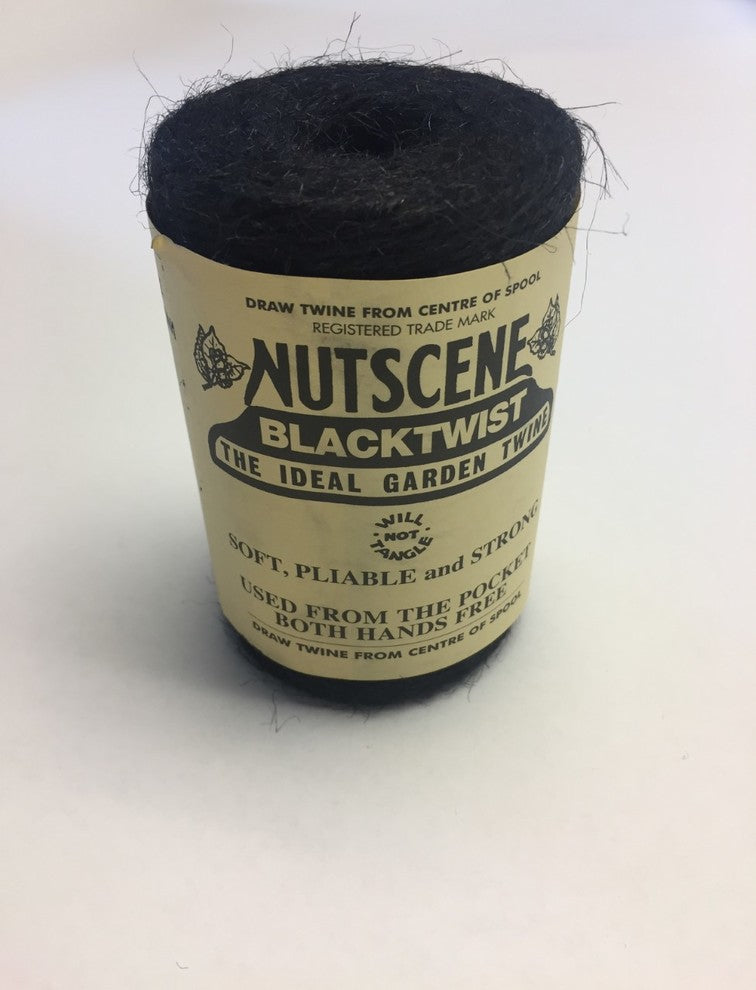 DRAW TWINE FROM CENTRE OF SPOOL
REGISTERED TRADE MARK
NUTSCENE
BLACKTWIST
THE IDEAL GARDEN TWINE
WILL
· NOT ·
TANGLE
SOFT, PLIABLE and STRONG
USED FROM THE POCKET
BOTH HANDS FREE
DRAW TWINE FROM CENTRE OF SPOOL